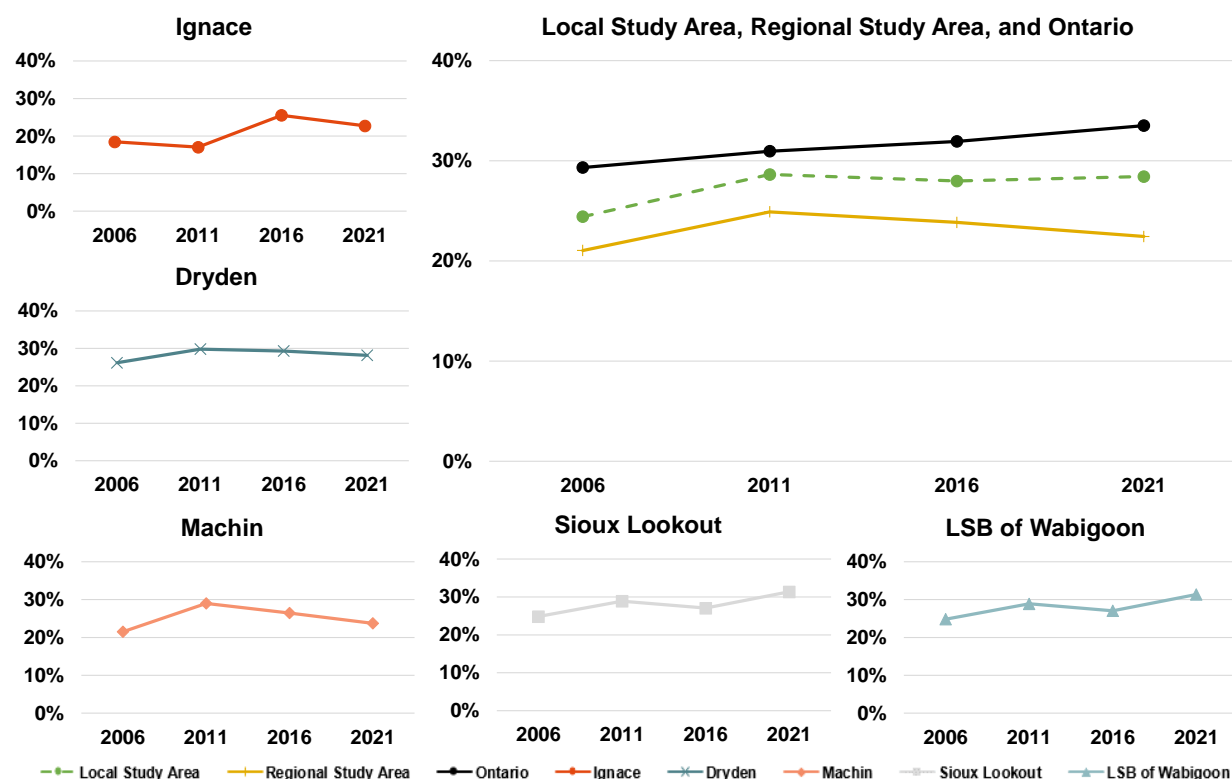 Ignace
40%
30%
20%
10%
0%
2006 2011 2016 2021
Local Study Area, Regional Study Area, and Ontario
40%
30%
20%
10%
0%
2006 2011 2016 2021
Dryden
40%
30%
20%
10%
0%
2006 2011 2016 2021
Machin
40%
30%
20%
10%
0%
2006 2011 2016 2021
Sioux Lookout
40%
30%
20%
10%
0%
2006 2011 2016 2021
LSB of Wabigoon
40%
30%
20%
10%
0%
2006 2011 2016 2021
Local Study Area Regional Study Area Ontario Ignace Dryden Machin Sioux Lookout LSB of Wabigoon